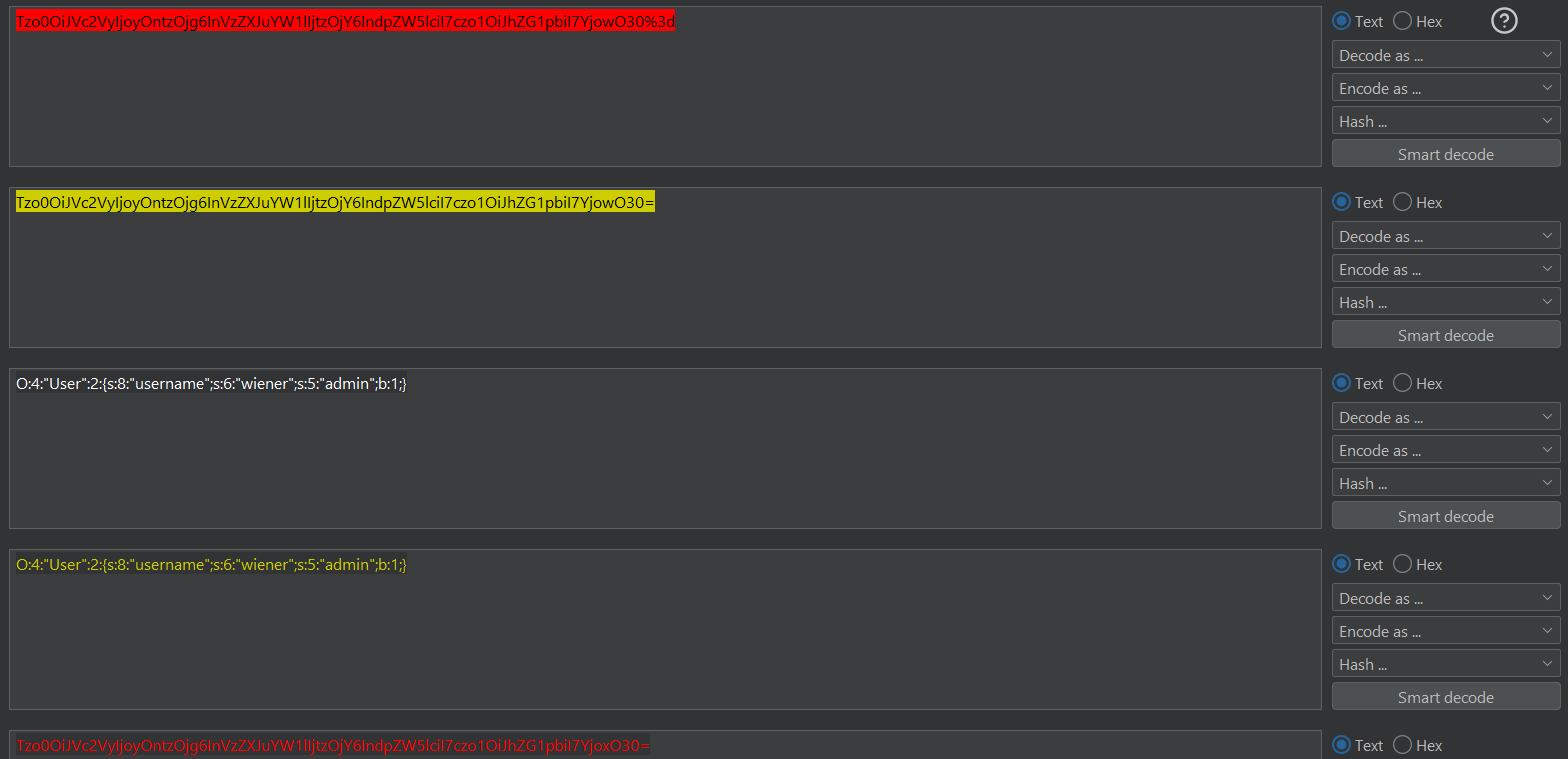 Tzo0OiJVc2VyIjoyOntzOjg6InVzZXJuYW1lIjtzOjY6IndpZW5lciI7czo1OiJhZG1pbiI7YjowO30%3d
Text Hex ?
Decode as ...
Encode as ...
Hash ...
Smart decode
Tzo0OiJVc2VyIjoyOntzOjg6InVzZXJuYW1lIjtzOjY6IndpZW5lciI7czo1OiJhZG1pbiI7YjowO30=
Text Hex
Decode as ...
Encode as ...
Hash ...
Smart decode
O:4:"User":2:{s:8:"username";s:6:"wiener";s:5:"admin";b:1;}
Text Hex
Decode as ...
Encode as ...
Hash ...
Smart decode
O:4:"User":2:{s:8:"username";s:6:"wiener";s:5:"admin";b:1;}
Text Hex
Decode as ...
Encode as ...
Hash ...
Smart decode
Tzo0OiJVc2VyIjoyOntzOjg6InVzZXJuYW1lIjtzOjY6IndpZW5lciI7czo1OiJhZG1pbiI7YjoxO30=
Text Hex